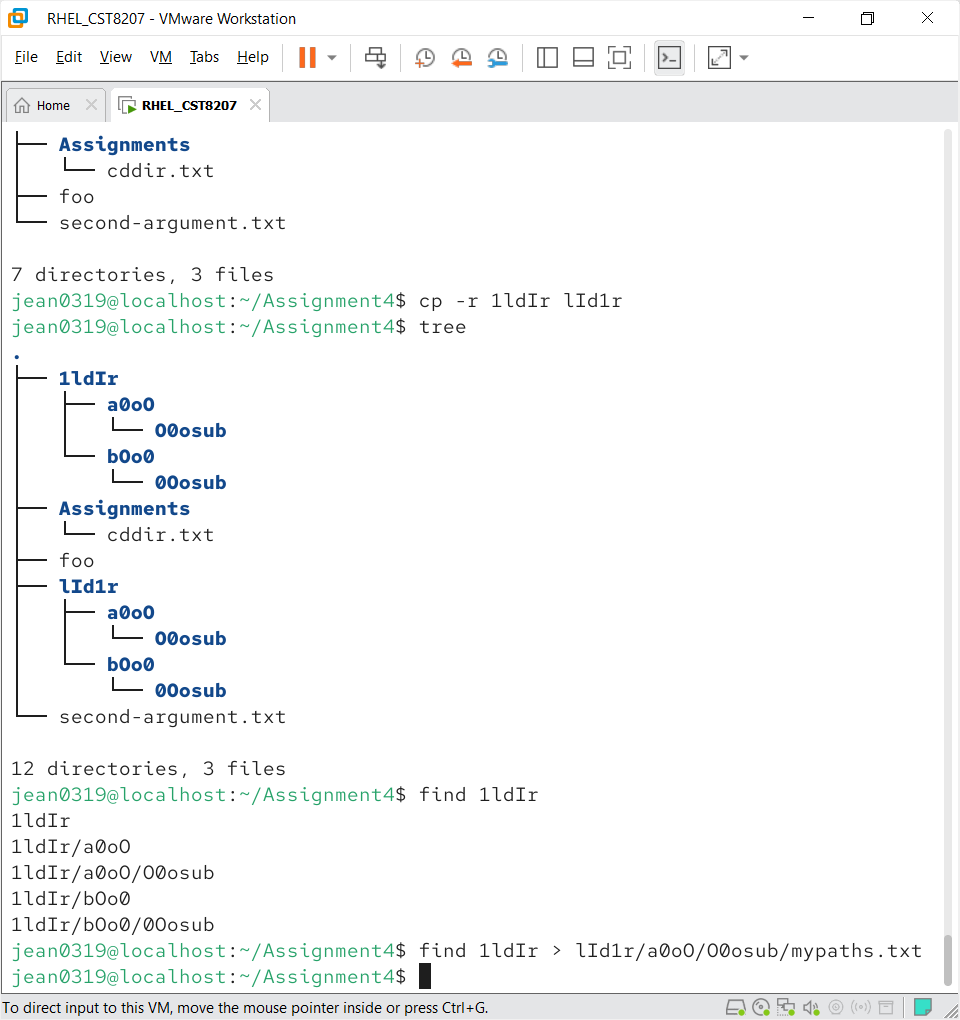 RHEL_CST8207 - VMware Workstation
File Edit View VM Tabs Help
Home RHEL_CST8207
├── Assignments
│   └── cddir.txt
├── foo
└── second-argument.txt
7 directories, 3 files
jean0319@localhost:~/Assignment4$ cp -r 1ldIr lId1r
jean0319@localhost:~/Assignment4$ tree
.
├── 1ldIr
│   ├── a0oO
│   │   └── O0osub
│   └── bOo0
│       └── 0Oosub
├── Assignments
│   └── cddir.txt
├── foo
├── lId1r
│   ├── a0oO
│   │   └── O0osub
│   └── bOo0
│       └── 0Oosub
└── second-argument.txt
12 directories, 3 files
jean0319@localhost:~/Assignment4$ find 1ldIr
1ldIr
1ldIr/a0oO
1ldIr/a0oO/O0osub
1ldIr/bOo0
1ldIr/bOo0/0Oosub
jean0319@localhost:~/Assignment4$ find 1ldIr > lId1r/a0oO/O0osub/mypaths.txt
jean0319@localhost:~/Assignment4$
To direct input to this VM, move the mouse pointer inside or press Ctrl+G.